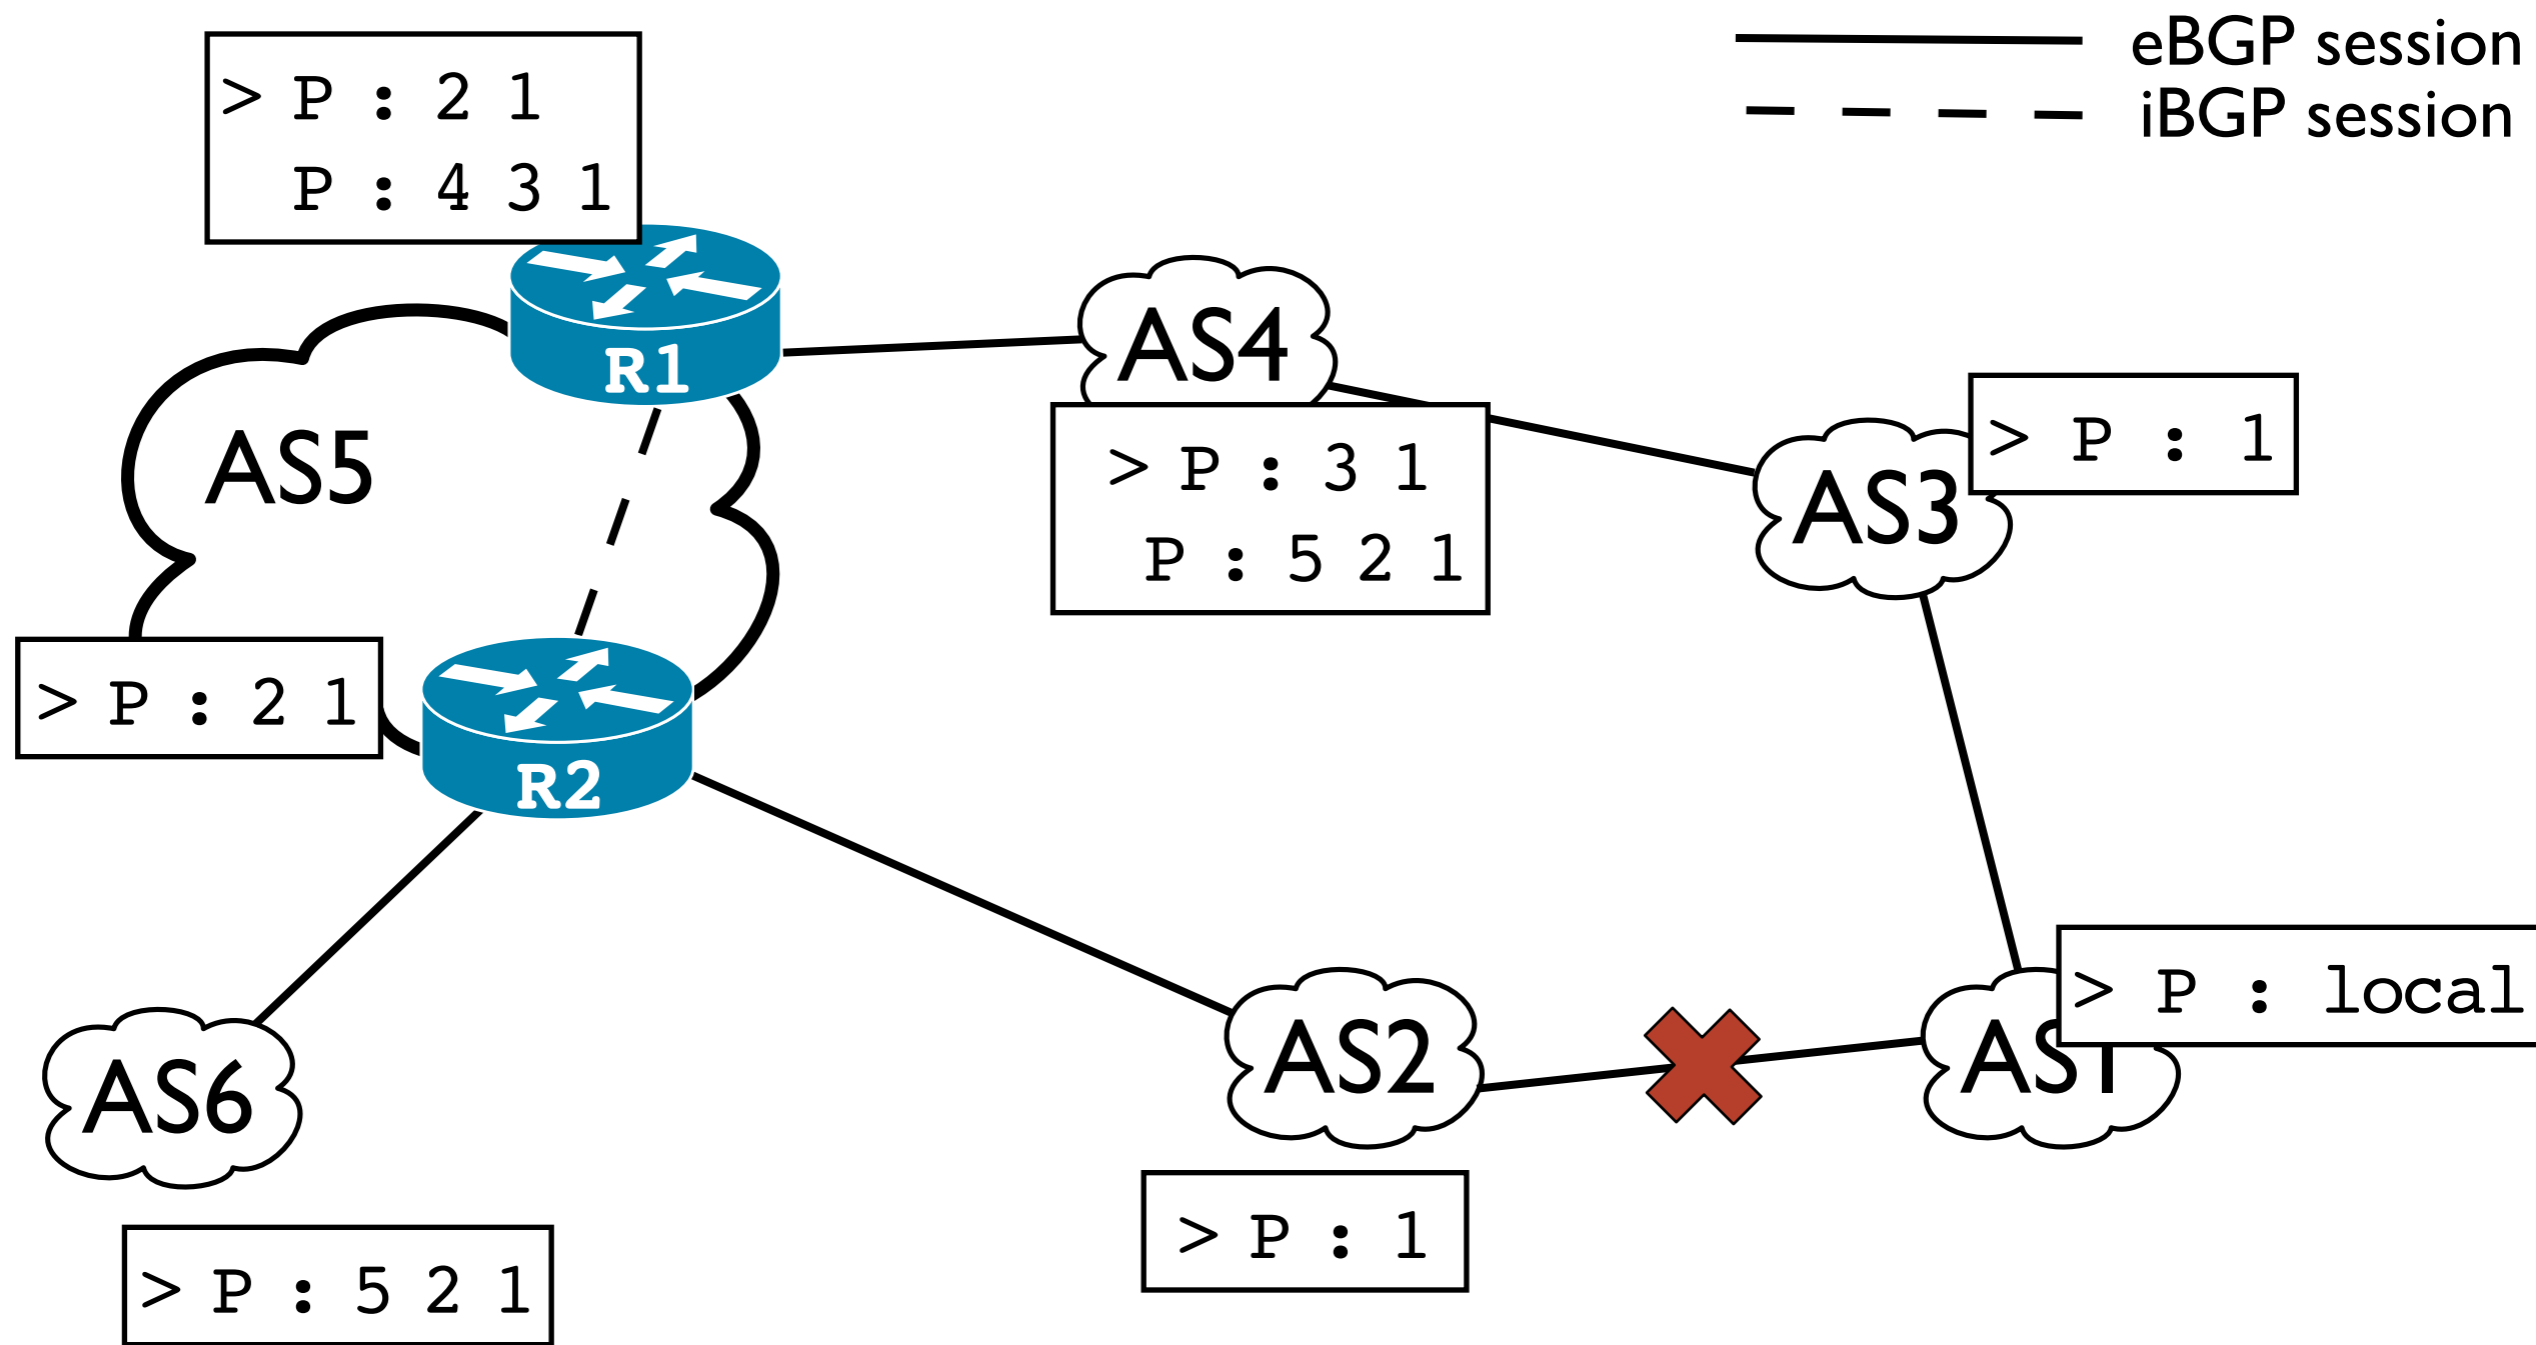 eBGP session
iBGP session
> P : 2 1
P : 4 3 1
R1
AS4
AS5
> P : 3 1
P : 5 2 1
> P : 1
AS3
> P : 2 1
R2
> P : local
AS1
AS2
AS6
> P : 1
> P : 5 2 1